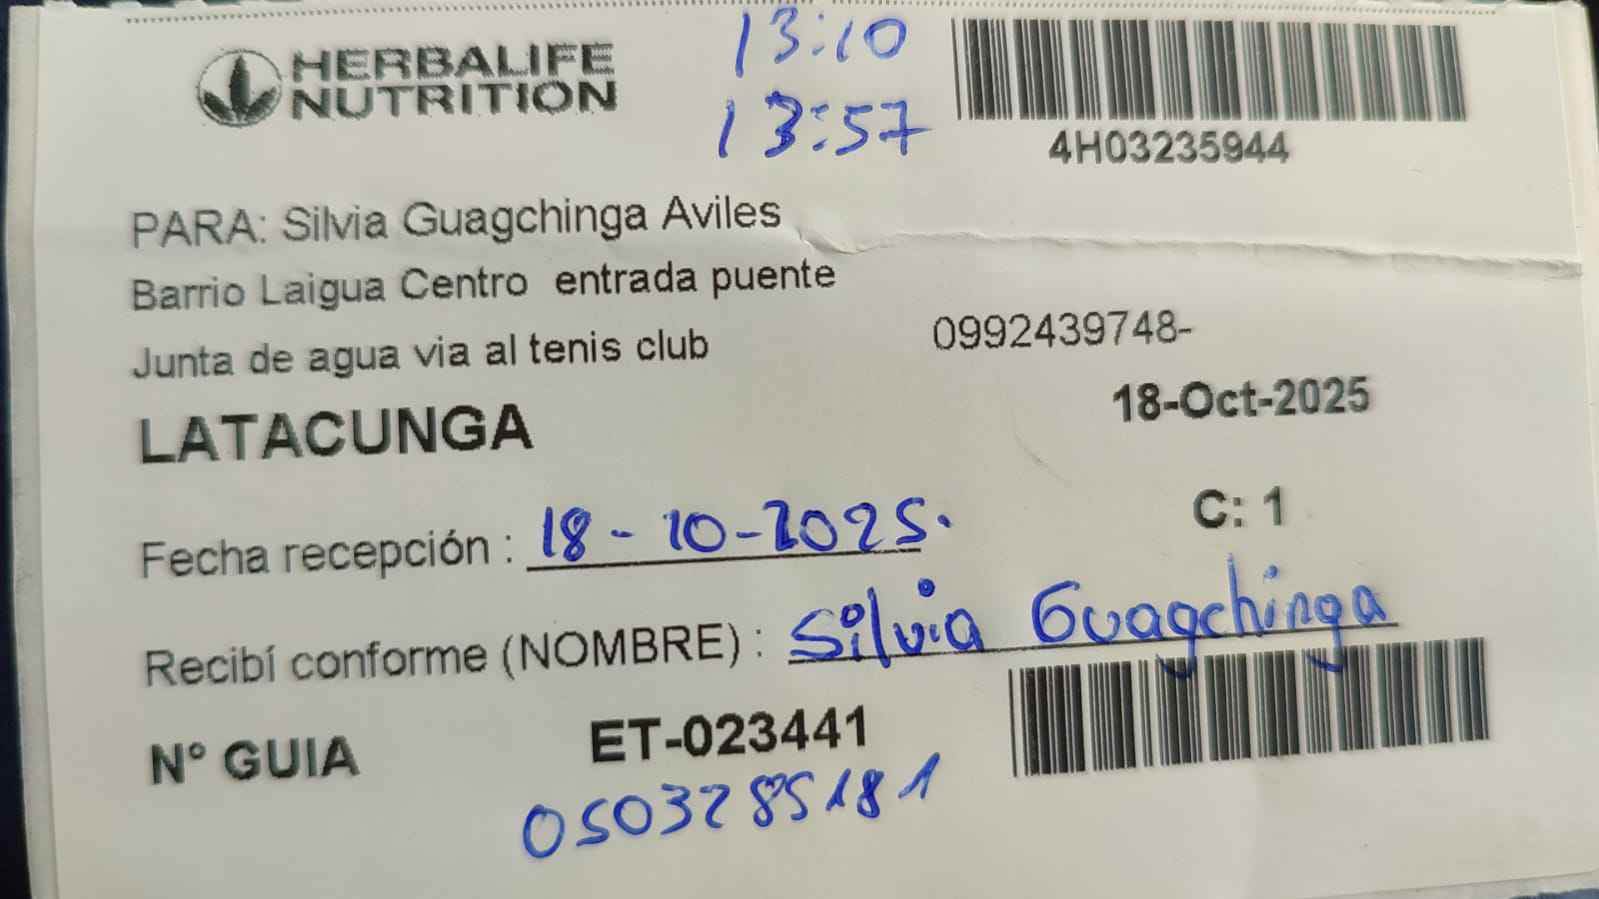 HERBALIFE
NUTRITION
13:10
13:57
4H03235944
PARA: Silvia Guagchinga Aviles
Barrio Laigua Centro entrada puente
Junta de agua via al tenis club
0992439748-
LATACUNGA
18-Oct-2025
C: 1
Fecha recepción : 18-10-2025.
Recibí conforme (NOMBRE) : Silvia Guagchinga
N° GUIA ET-023441
0503285181